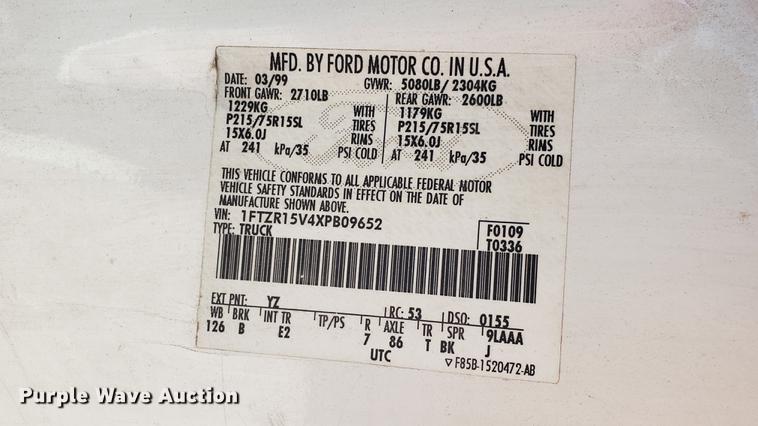 MFD. BY FORD MOTOR CO. IN U.S.A.
DATE: 03/99 GVWR: 5080LB/ 2304KG
FRONT GAWR: 2710LB REAR GAWR: 2600LB
1229KG WITH 1179KG WITH
P215/75R15SL TIRES P215/75R15SL TIRES
15X6.0J RIMS 15X6.0J RIMS
AT 241 kPa/35 PSI COLD AT 241 kPa/35 PSI COLD
THIS VEHICLE CONFORMS TO ALL APPLICABLE FEDERAL MOTOR
VEHICLE SAFETY STANDARDS IN EFFECT ON THE DATE OF
MANUFACTURE SHOWN ABOVE.
VIN: 1FTZR15V4XPB09652 F0109
TYPE: TRUCK T0336
EXT PNT: YZ RC: 53 DSO: 0155
WB BRK INT TR TP/PS R AXLE TR SPR 9LAAA
126 B E2 7 86 T BK J
UTC ▽ F85B-1520472-AB
Purple Wave Auction